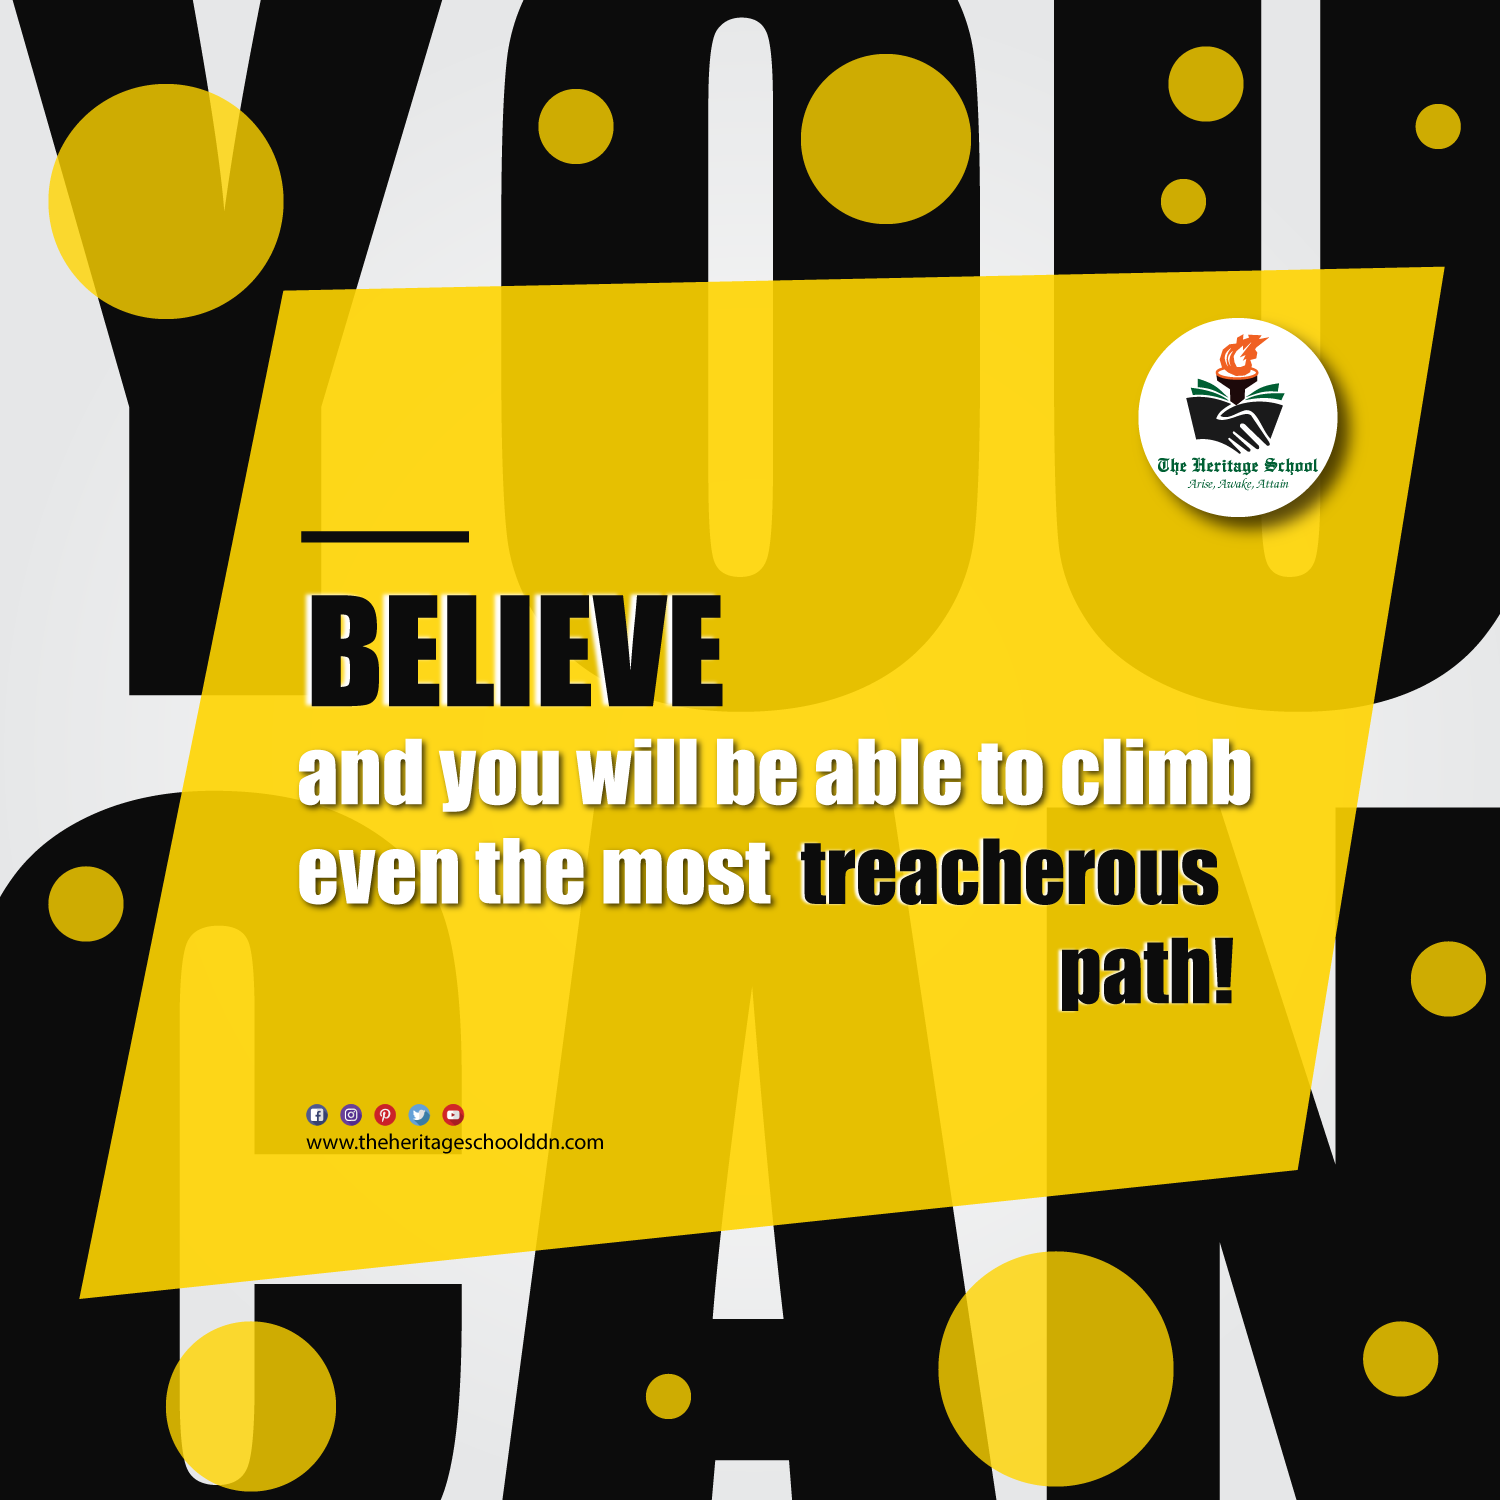 YOU
The Heritage School
Arise, Awake, Attain
BELIEVE
and you will be able to climb
even the most treacherous
path!
www.theheritageschoolddn.com
CAN